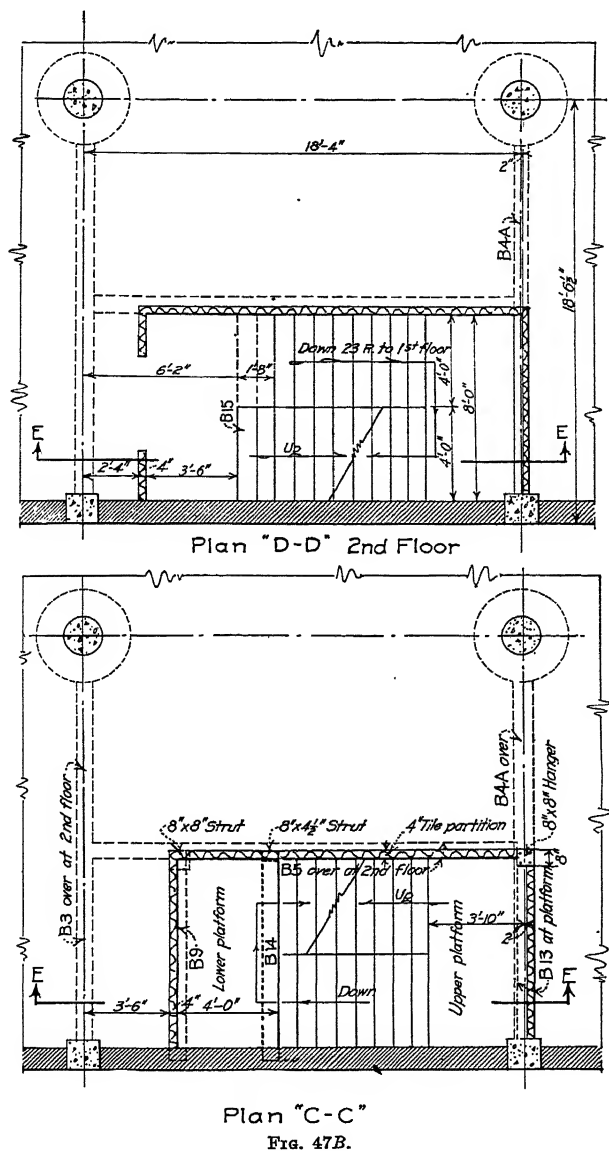 18'-4"
2"
B4A
18'-6½"
Down 23 R. to 1st floor
6'-2"
1'-8"
4'-0"
8'-0"
B15
E
Up
4'-0"
E
2'-4"
4"
3'-6"
Plan "D-D" 2nd Floor
B3 over at 2nd floor
B4A over
8"x8" Hanger
8"x8" Strut
8"x4½" Strut
4" Tile partition
8"
B5 over at 2nd floor
Up
3'-10"
2"
B9
Lower platform
B14
Upper platform
B13 at platform
E
Down
E
3'-6"
4"
4'-0"
Plan "C-C"
FIG. 47B.